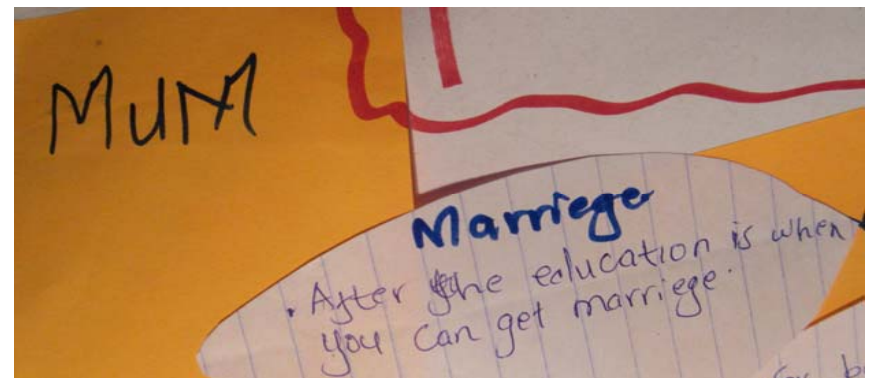 MUM
Marriege
. After the education is when
you can get marriege.